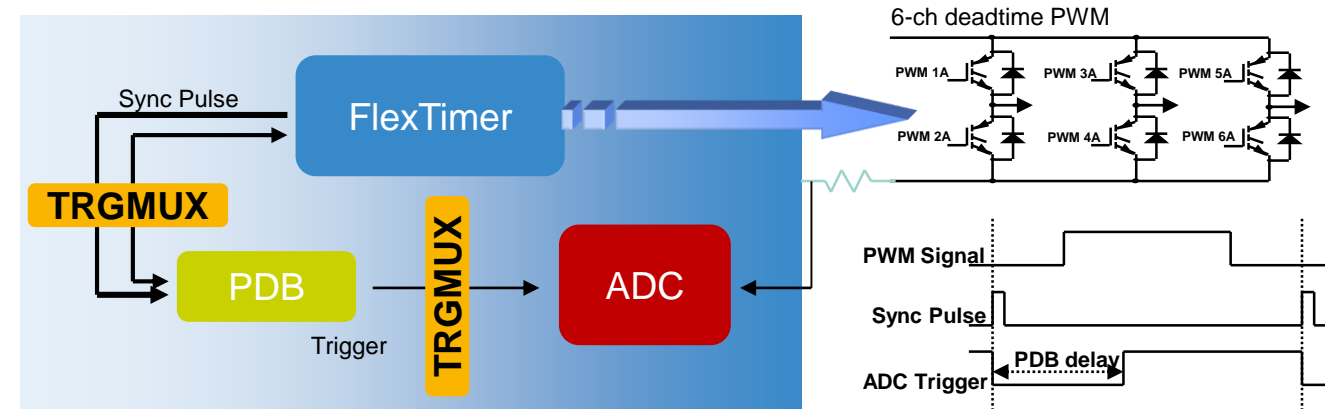 6-ch deadtime PWM
Sync Pulse
FlexTimer
PWM 1A
PWM 3A
PWM 5A
PWM 2A
PWM 4A
PWM 6A
TRGMUX
PDB
Trigger
TRGMUX
ADC
PWM Signal
Sync Pulse
PDB delay
ADC Trigger